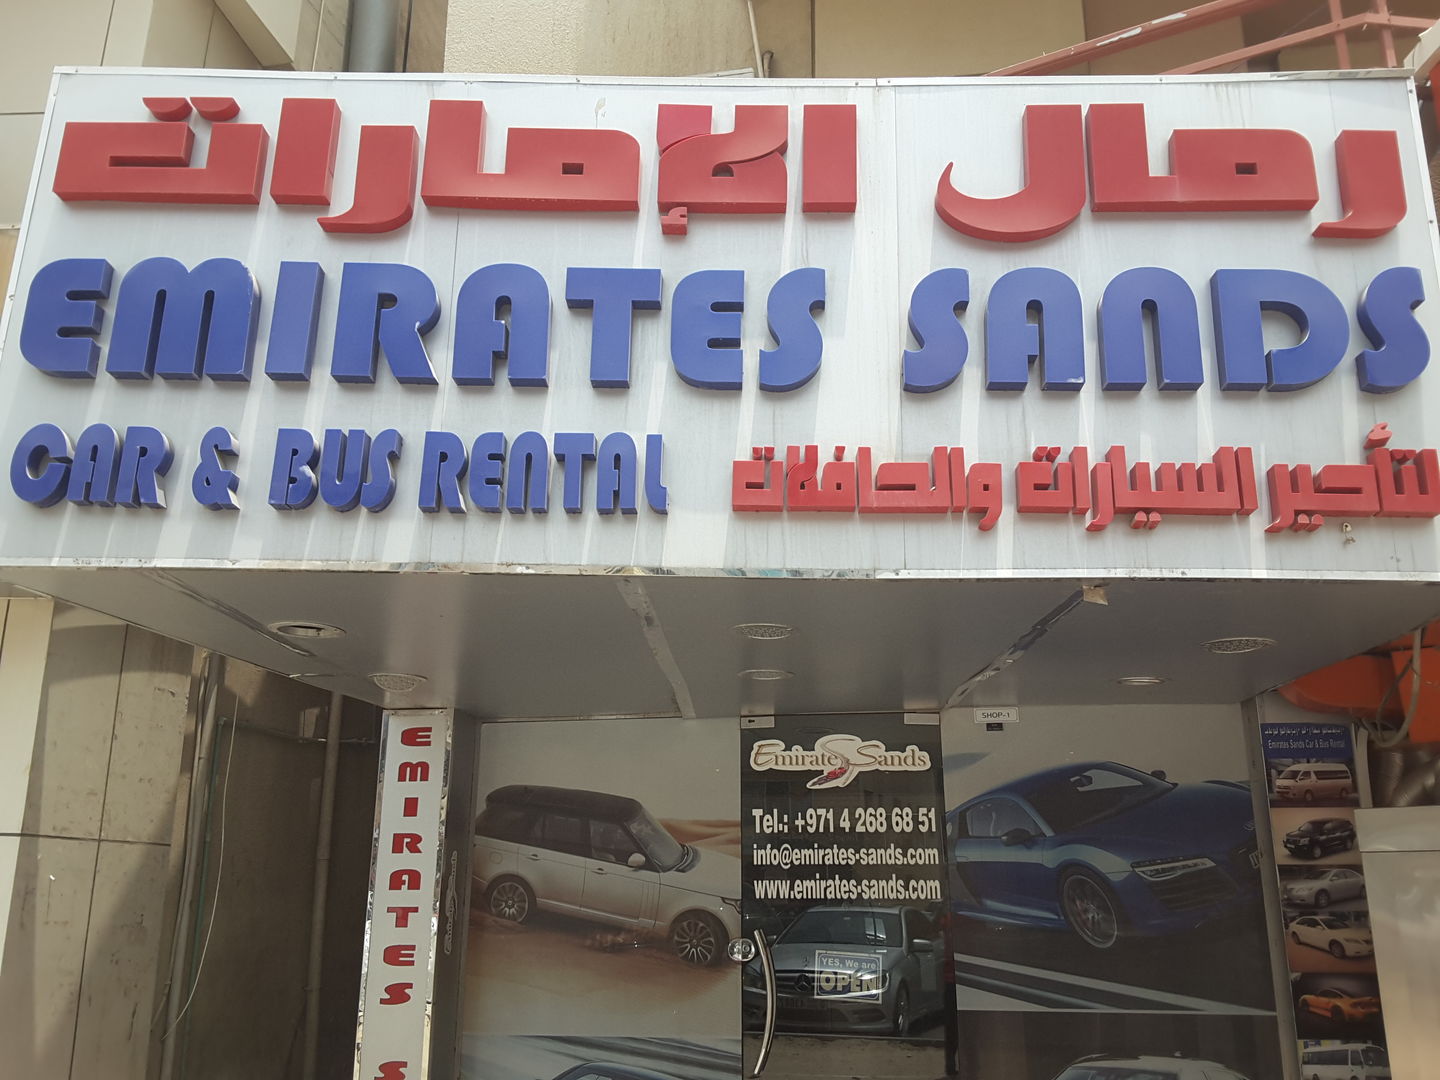 رمال الإمارات
EMIRATES SANDS
CAR & BUS RENTAL
لتأجير السيارات والحافلات
EMIRATES S
SHOP-1
Emirates Sands
Tel.: +971 4 268 68 51
info@emirates-sands.com
www.emirates-sands.com
YES, We are
OPEN
Emirates Sands Car & Bus Rental